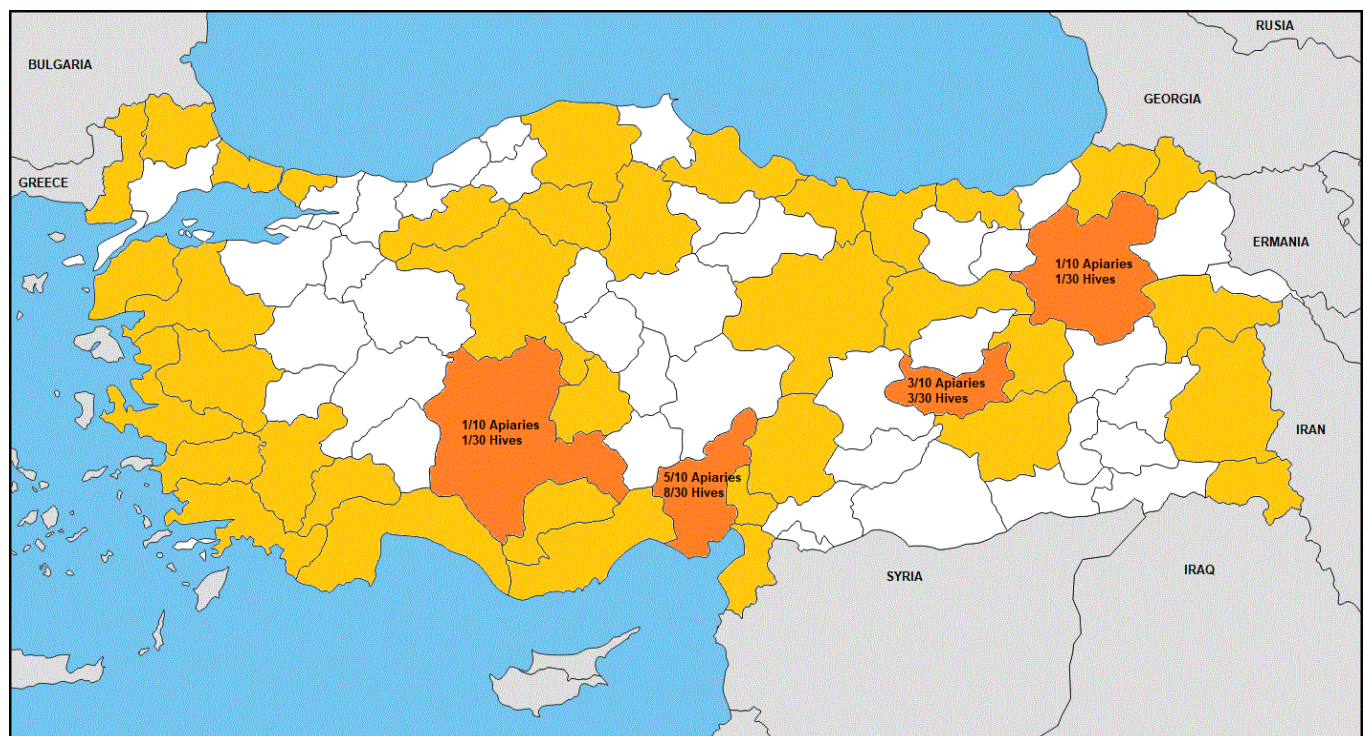 RUSIA
BULGARIA
GEORGIA
GREECE
ERMANIA
1/10 Apiaries
1/30 Hives
3/10 Apiaries
3/30 Hives
1/10 Apiaries
1/30 Hives
IRAN
5/10 Apiaries
8/30 Hives
SYRIA
IRAQ